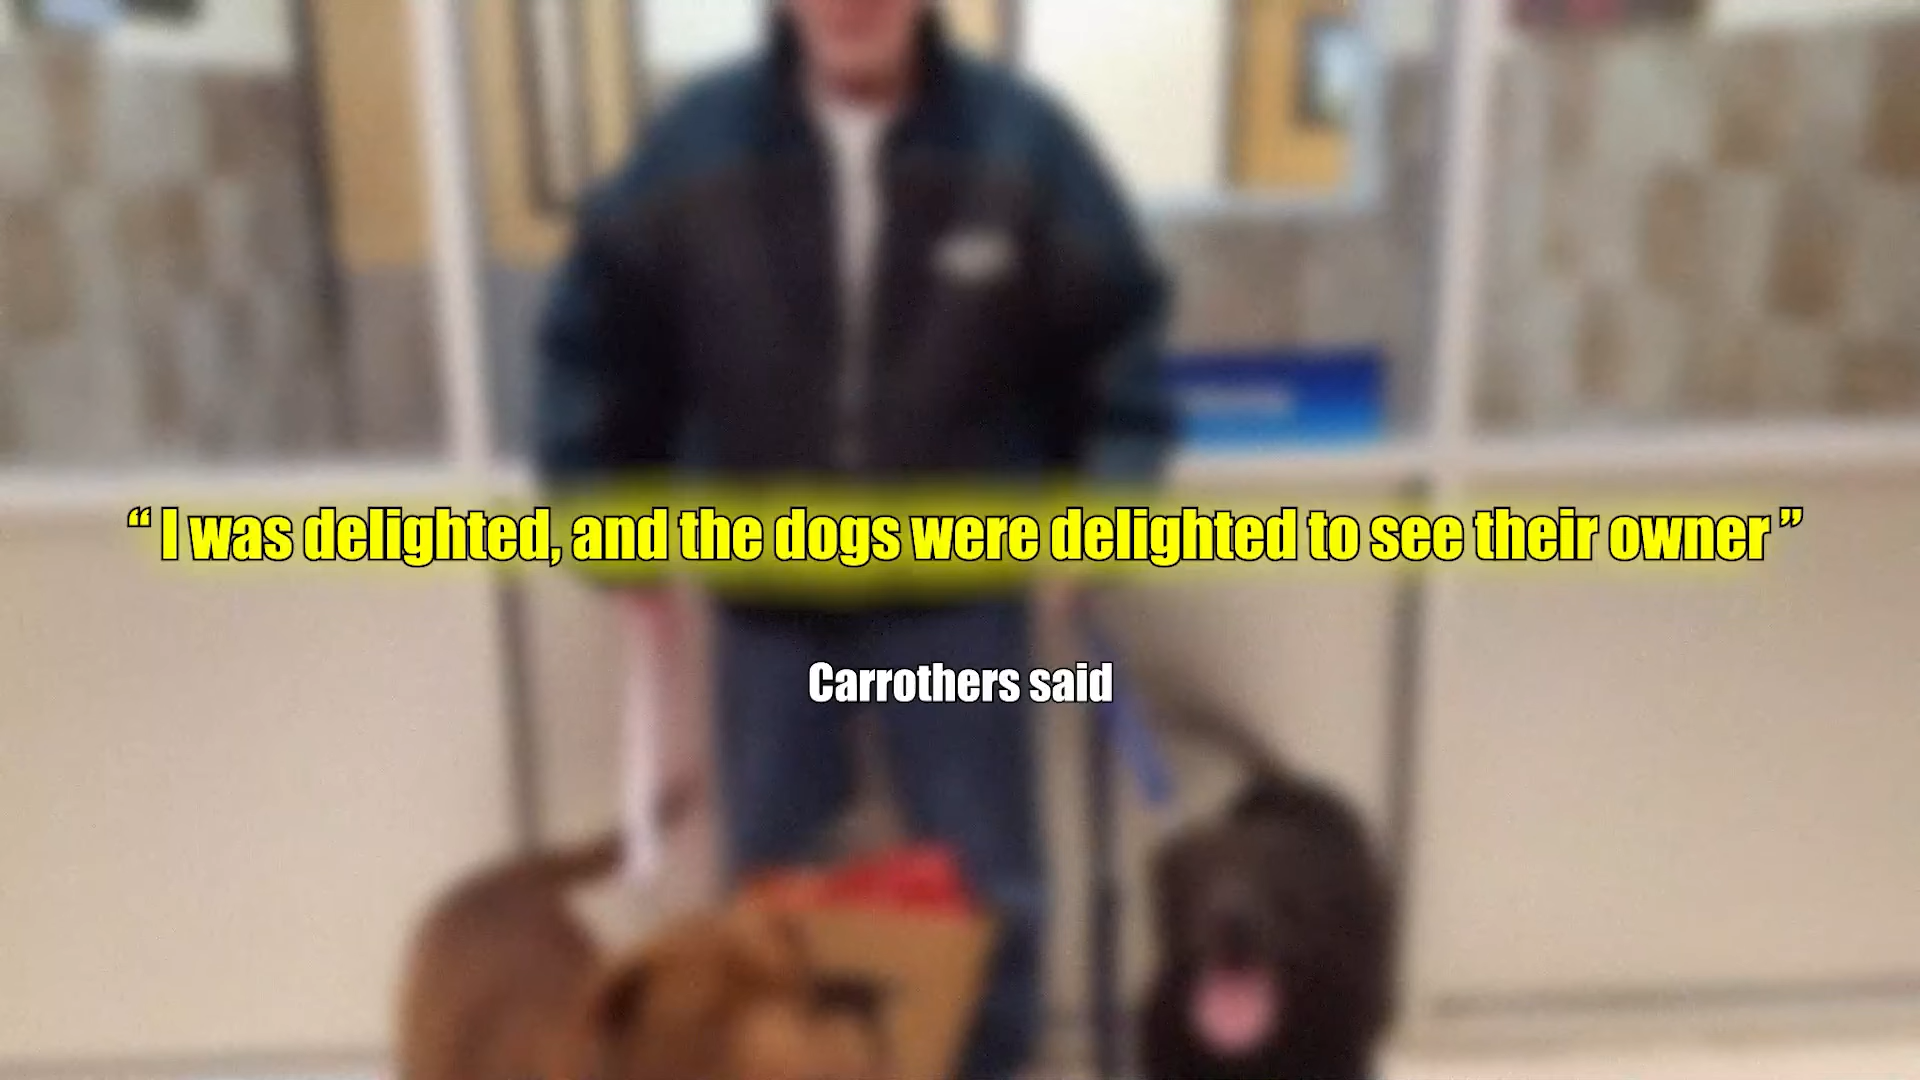 “ I was delighted, and the dogs were delighted to see their owner ”
Carrothers said